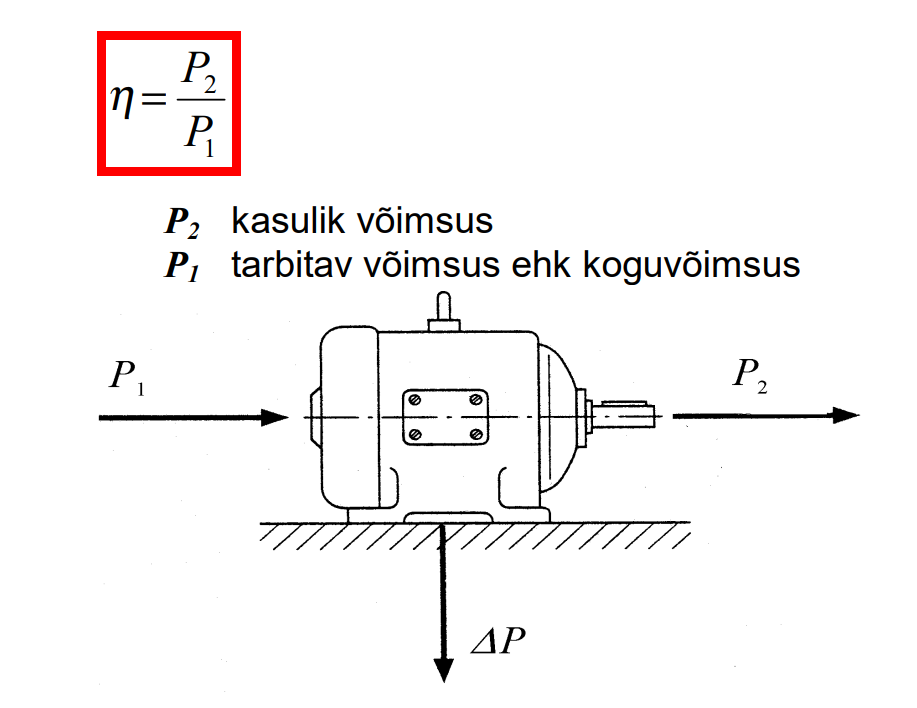 η = P₂ / P₁
P₂ kasulik võimsus
P₁ tarbitav võimsus ehk koguvõimsus
P₁
P₂
ΔP